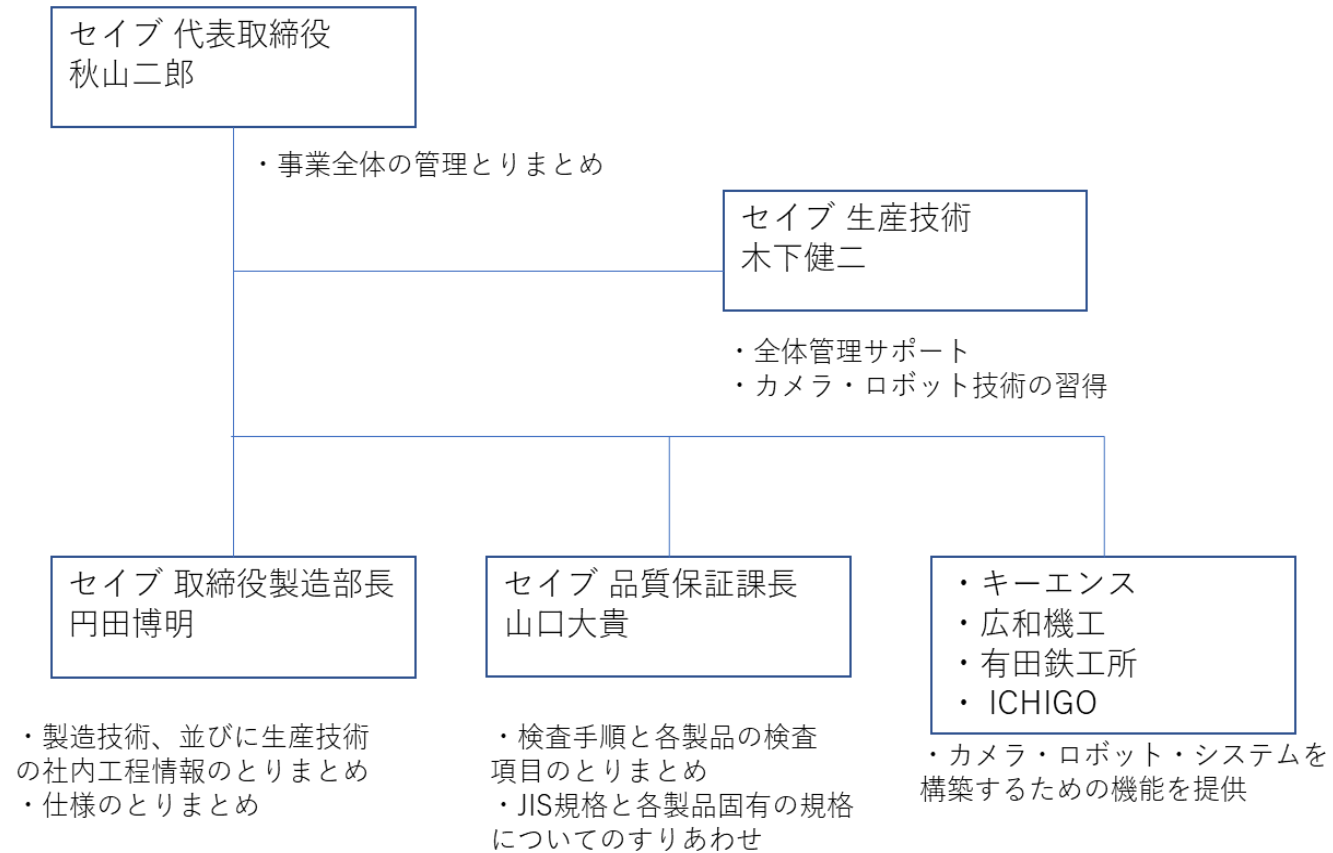 セイブ 代表取締役
秋山二郎
・事業全体の管理とりまとめ
セイブ 生産技術
木下健二
・全体管理サポート
・カメラ・ロボット技術の習得
セイブ 取締役製造部長
円田博明
・製造技術、並びに生産技術
の社内工程情報のとりまとめ
・仕様のとりまとめ
セイブ 品質保証課長
山口大貴
・検査手順と各製品の検査
項目のとりまとめ
・JIS規格と各製品固有の規格
についてのすりあわせ
・キーエンス
・広和機工
・有田鉄工所
・ ICHIGO
・カメラ・ロボット・システムを
構築するための機能を提供